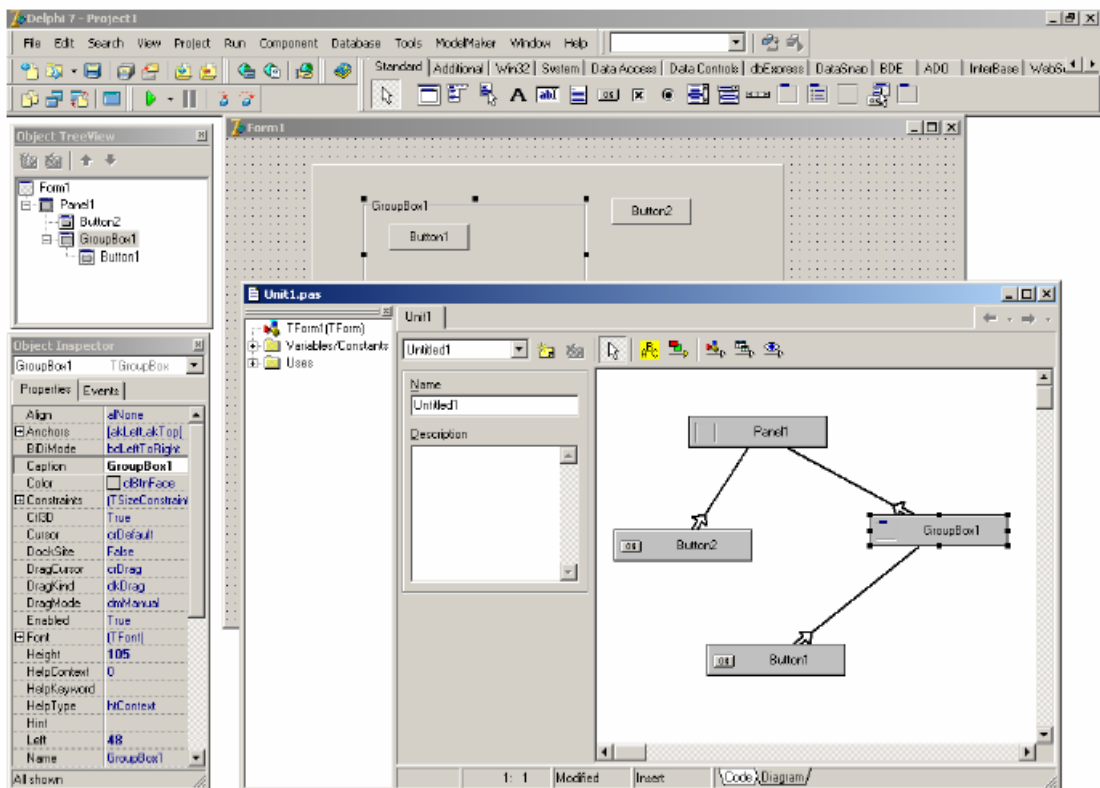 Delphi 7 - Project1
File Edit Search View Project Run Component Database Tools ModelMaker Window Help
Standard Additional Win32 System Data Access Data Controls dbExpress DataSnap BDE ADO InterBase
Object TreeView
Form1
Panel1
Button2
GroupBox1
Button1
Form1
GroupBox1
Button1
Button2
Object Inspector
GroupBox1 TGroupBox
Properties Events
Align alNone
Anchors [akLeft,akTop]
BiDiMode bdLeftToRight
Caption GroupBox1
Color clBtnFace
Constraints (TSizeConstraint
Ctl3D True
Cursor crDefault
DockSite False
DragCursor crDrag
DragKind dkDrag
DragMode dmManual
Enabled True
Font (TFont)
Height 105
HelpContext 0
HelpKeyword
HelpType htContext
Hint
Left 48
Name GroupBox1
All shown
Unit1.pas
TForm1(TForm)
Variables/Constants
Uses
Unit1
Untitled1
Name
Untitled1
Description
Panel1
OK Button2
GroupBox1
OK Button1
1: 1 Modified Insert Code Diagram